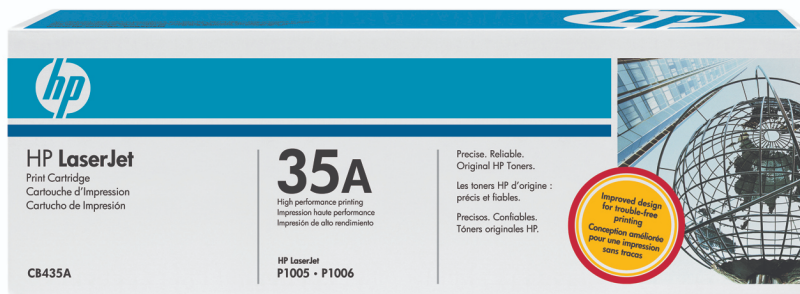 hp
HP LaserJet
Print Cartridge
Cartouche d'Impression
Cartucho de Impresión
CB435A
35A
High performance printing
Impression haute performance
Impresión de alto rendimiento
HP LaserJet
P1005 • P1006
Precise. Reliable.
Original HP Toners.
Les toners HP d'origine :
précis et fiables.
Precisos. Confiables.
Tóners originales HP.
Improved design
for trouble-free
printing
Conception améliorée
pour une impression
sans tracas